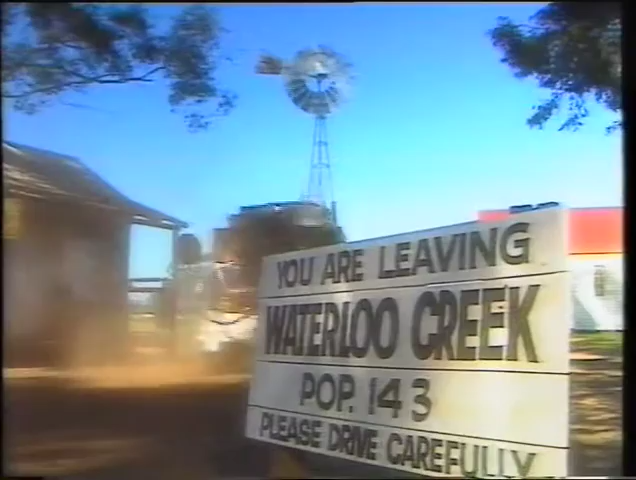 YOU ARE LEAVING
WATERLOO CREEK
POP. 143
PLEASE DRIVE CAREFULLY